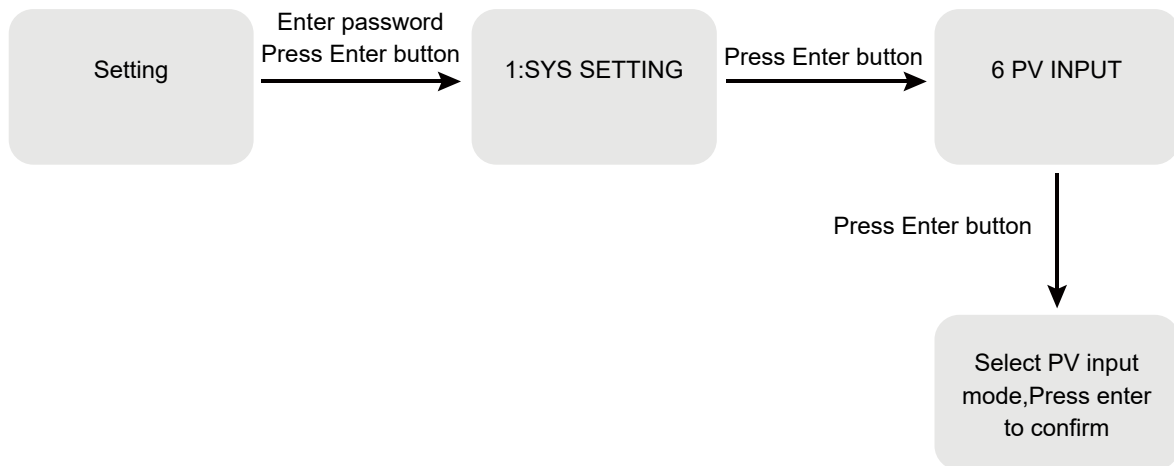 Setting
Enter password
Press Enter button
1:SYS SETTING
Press Enter button
6 PV INPUT
Press Enter button
Select PV input
mode,Press enter
to confirm